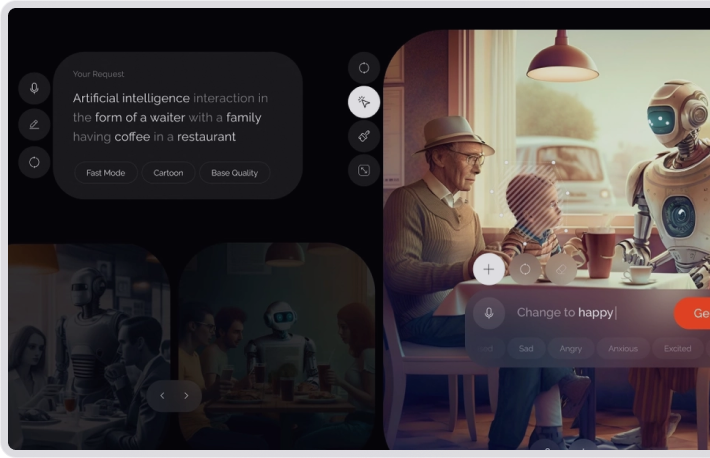 Your Request
Artificial intelligence interaction in
the form of a waiter with a family
having coffee in a restaurant
Fast Mode
Cartoon
Base Quality
Change to happy
Ge
Sad
Angry
Anxious
Excited